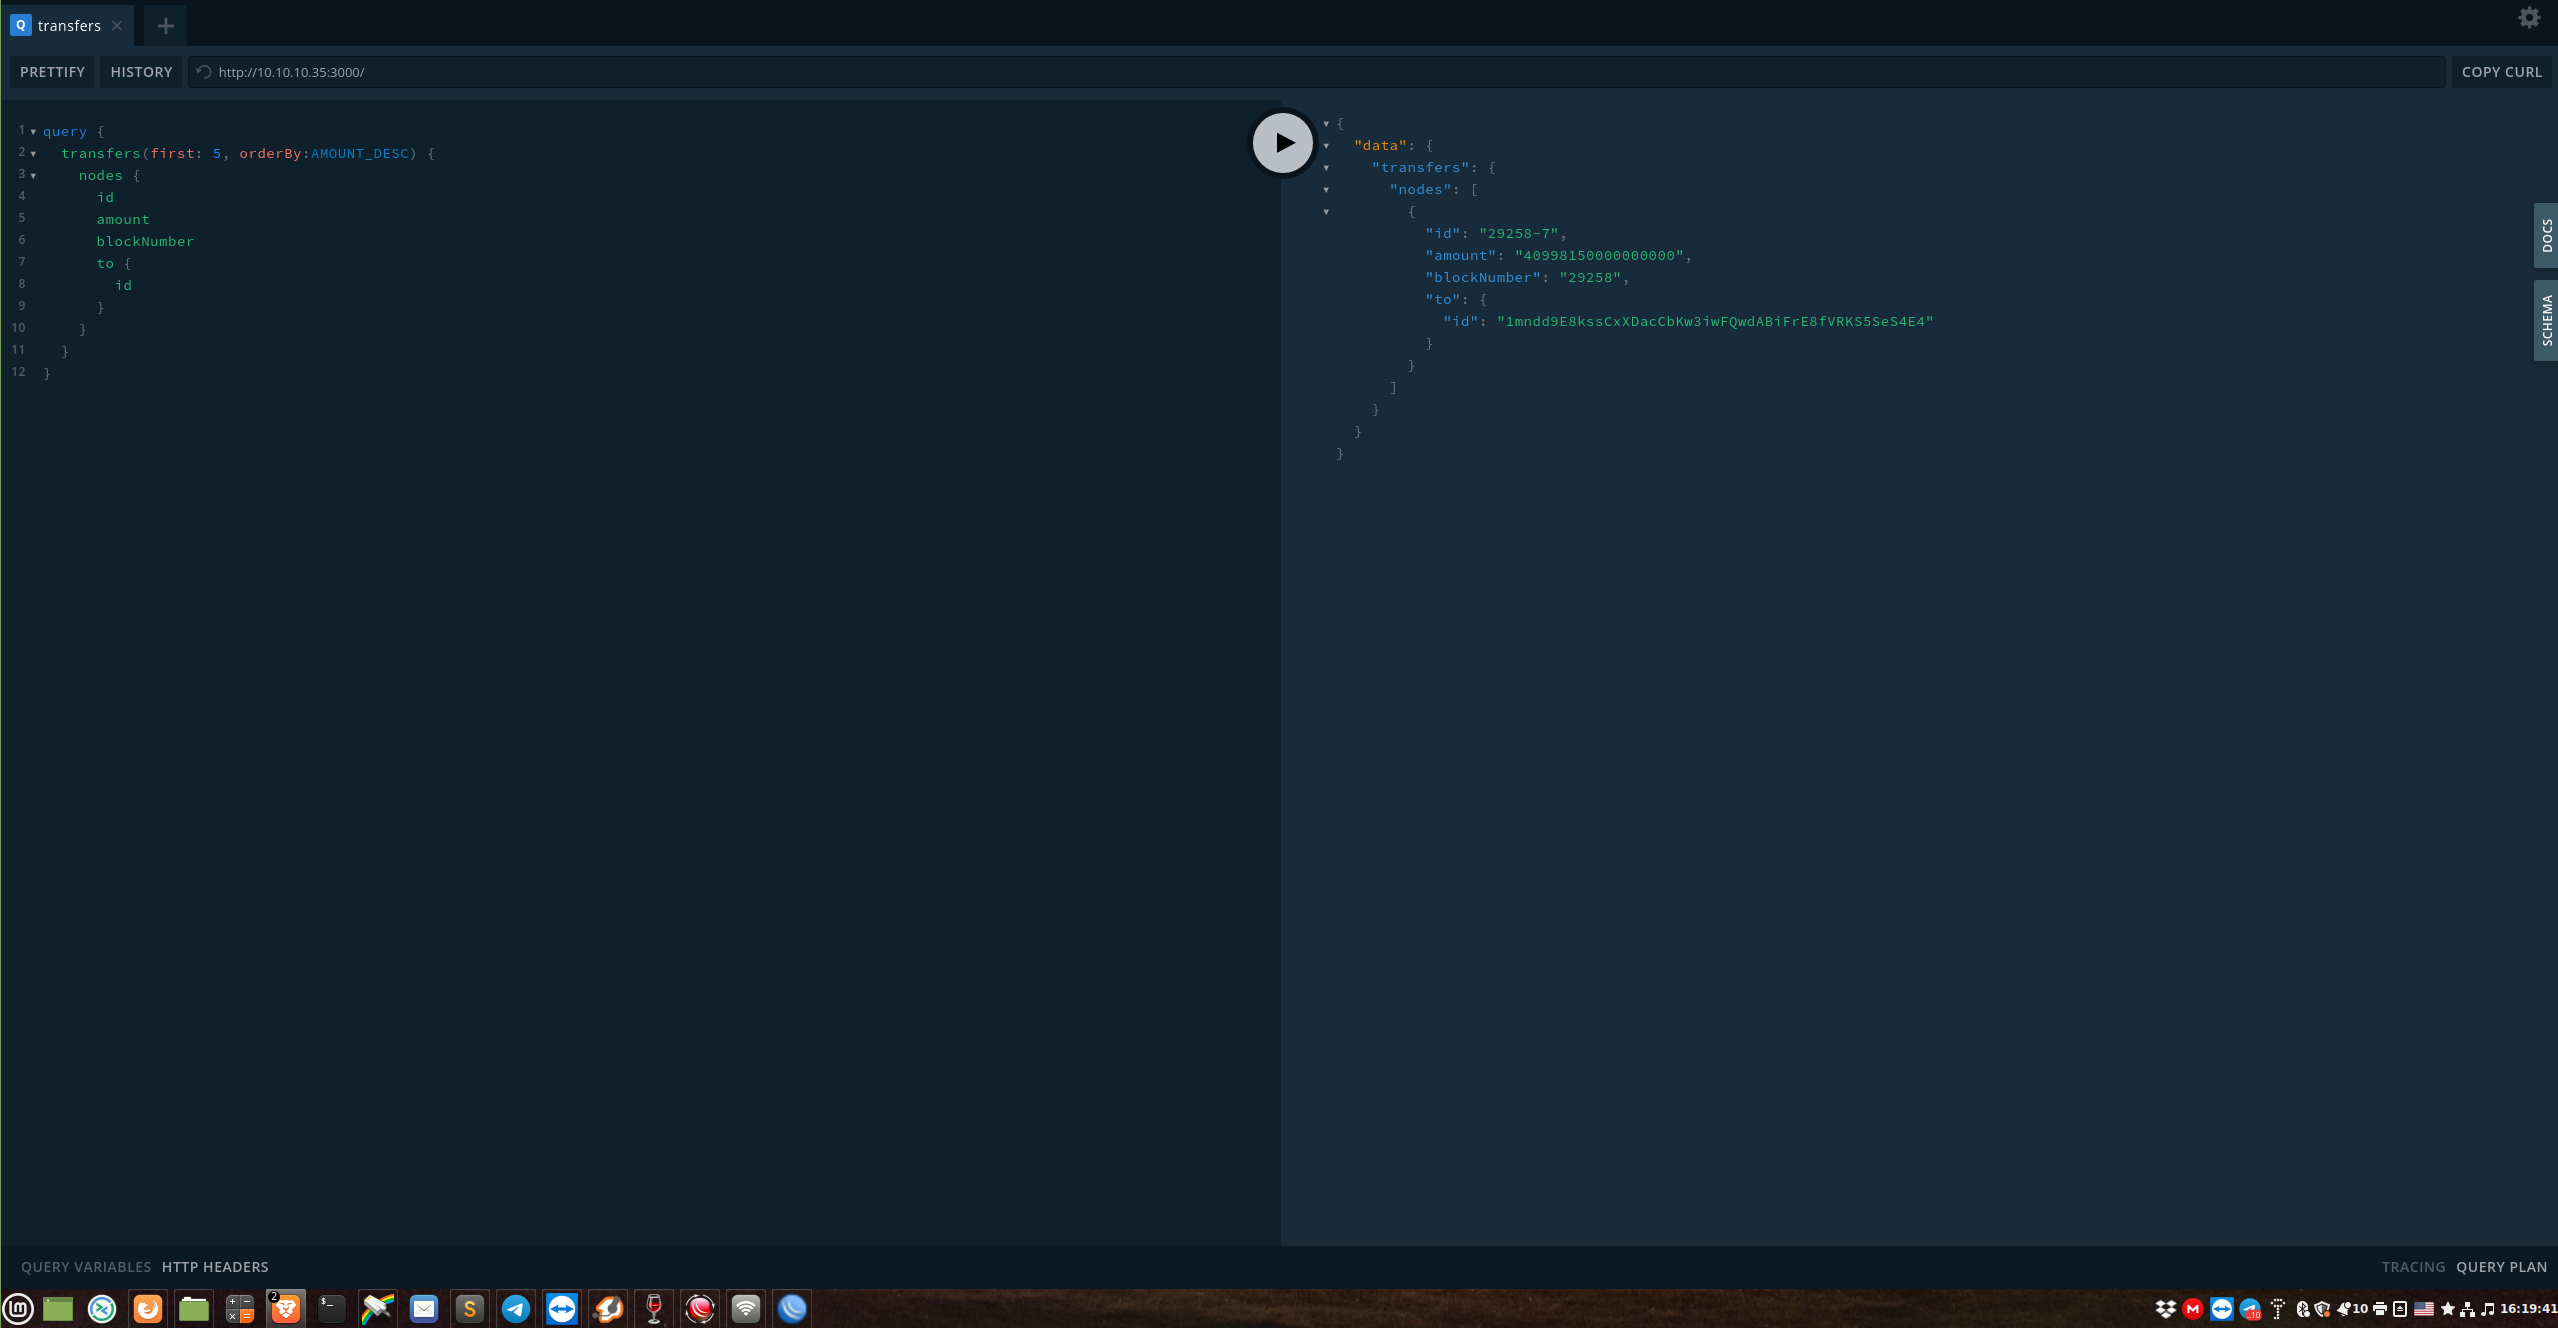 Q transfers
PRETTIFY HISTORY http://10.10.10.35:3000/ COPY CURL
1 query {
2 transfers(first: 5, orderBy:AMOUNT_DESC) {
3 nodes {
4 id
5 amount
6 blockNumber
7 to {
8 id
9 }
10 }
11 }
12 }
{
"data": {
"transfers": {
"nodes": [
{
"id": "29258-7",
"amount": "40998150000000000",
"blockNumber": "29258",
"to": {
"id": "1mndd9E8kssCxXDacCbKw3iwFQwdABiFrE8fVRKS5SeS4E4"
}
}
]
}
}
}
DOCS
SCHEMA
QUERY VARIABLES HTTP HEADERS TRACING QUERY PLAN
2 $_ S M 10 10 16:19:41